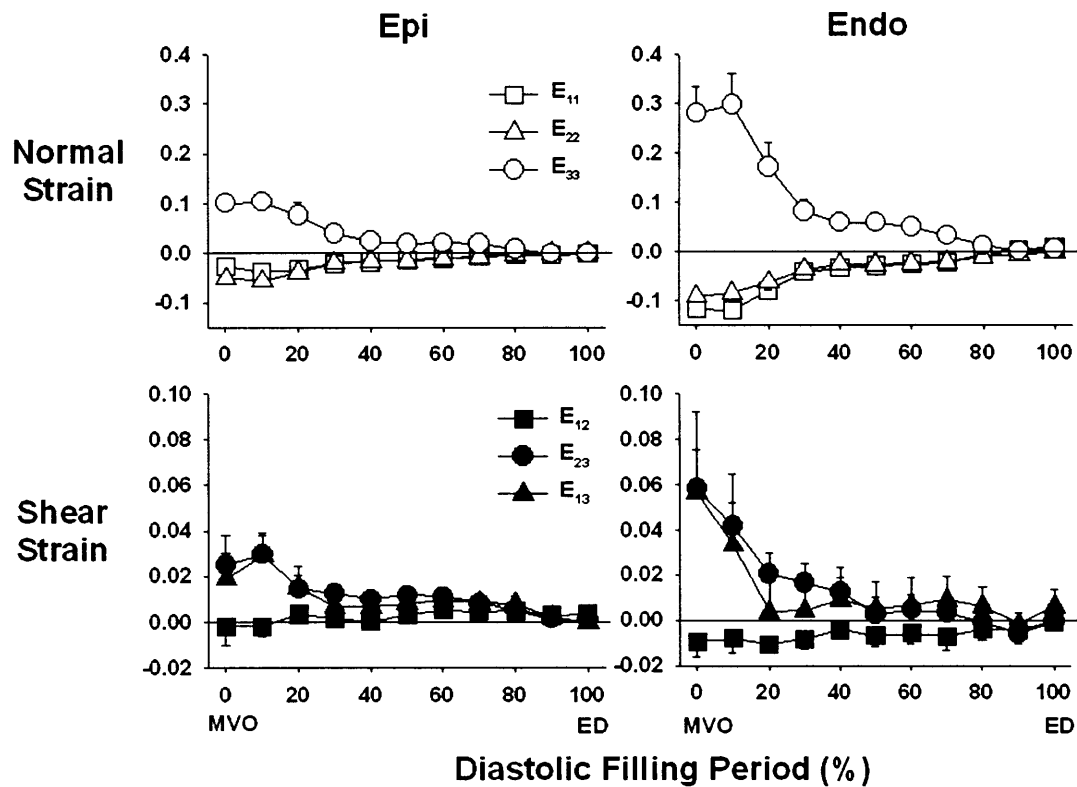 Epi
Endo
Normal
Strain
0.4
0.3
0.2
0.1
0.0
-0.1
E11
E22
E33
0 20 40 60 80 100
0.4
0.3
0.2
0.1
0.0
-0.1
0 20 40 60 80 100
Shear
Strain
0.10
0.08
0.06
0.04
0.02
0.00
-0.02
E12
E23
E13
0 20 40 60 80 100
MVO ED
0.10
0.08
0.06
0.04
0.02
0.00
-0.02
0 20 40 60 80 100
MVO ED
Diastolic Filling Period (%)